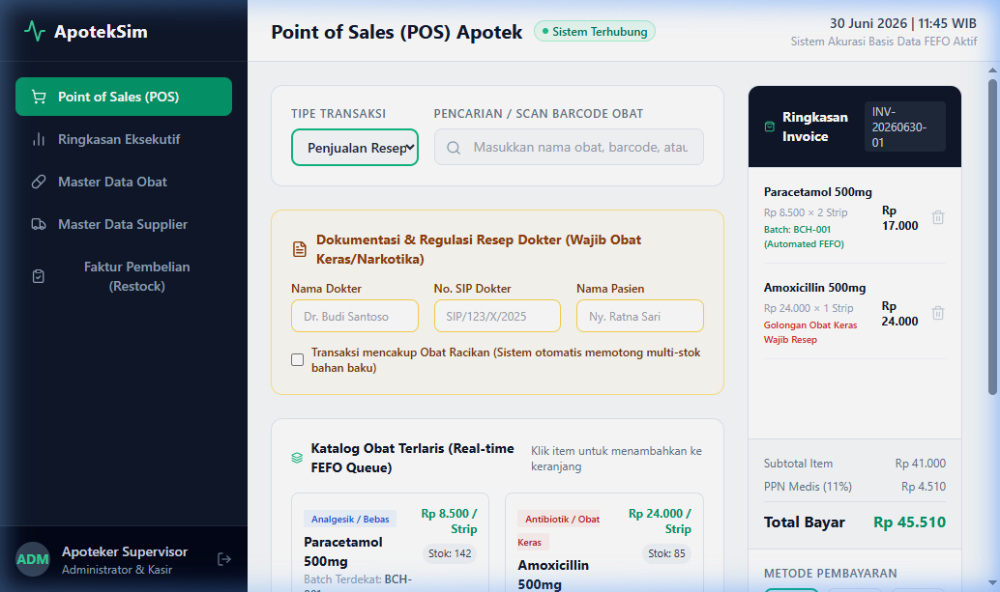 ApotekSim
Point of Sales (POS)
Ringkasan Eksekutif
Master Data Obat
Master Data Supplier
Faktur Pembelian
(Restock)
ADM
Apoteker Supervisor
Administrator & Kasir
Point of Sales (POS) Apotek
Sistem Terhubung
30 Juni 2026 | 11:45 WIB
Sistem Akurasi Basis Data FEFO Aktif
TIPE TRANSAKSI
Penjualan Resep
PENCARIAN / SCAN BARCODE OBAT
Masukkan nama obat, barcode, atau
Dokumentasi & Regulasi Resep Dokter (Wajib Obat
Keras/Narkotika)
Nama Dokter
Dr. Budi Santoso
No. SIP Dokter
SIP/123/X/2025
Nama Pasien
Ny. Ratna Sari
Transaksi mencakup Obat Racikan (Sistem otomatis memotong multi-stok
bahan baku)
Katalog Obat Terlaris (Real-time
FEFO Queue)
Klik item untuk menambahkan ke
keranjang
Analgesik / Bebas
Rp 8.500 /
Strip
Paracetamol
500mg
Stok: 142
Batch Terdekat: BCH-
001
Antibiotik / Obat
Keras
Rp 24.000 /
Strip
Amoxicillin
500mg
Stok: 85
Ringkasan
Invoice
INV-
20260630-
01
Paracetamol 500mg
Rp 8.500 × 2 Strip
Batch: BCH-001
(Automated FEFO)
Rp
17.000
Amoxicillin 500mg
Rp 24.000 × 1 Strip
Golongan Obat Keras
Wajib Resep
Rp
24.000
Subtotal Item
Rp 41.000
PPN Medis (11%)
Rp 4.510
Total Bayar
Rp 45.510
METODE PEMBAYARAN